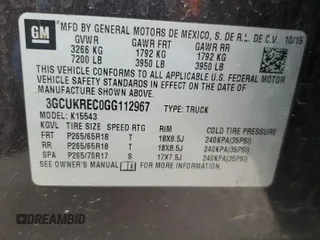 GM
MFD BY GENERAL MOTORS DE MEXICO, S. DE R.L. DE C.V. 10/15
GVWR GAWR FRT GAWR RR
3266 KG 1792 KG 1792 KG
7200 LB 3950 LB 3950 LB
THIS VEHICLE CONFORMS TO ALL APPLICABLE U.S. FEDERAL
MOTOR VEHICLE SAFETY STANDARDS IN EFFECT ON THE DATE OF
MANUFACTURE SHOWN ABOVE.
3GCUKREC0GG112967 TYPE: TRUCK
MODEL: K15543
KGVL TIRE SIZE SPEED RTG RIM COLD TIRE PRESSURE
FRT P265/65R18 T 18X8.5J 240KPA(35PSI)
RR P265/65R18 T 18X8.5J 240KPA(35PSI)
SPA P265/70R17 S 17X7.5J 240KPA(35PSI)
SEE OWNER'S MANUAL FOR MORE INFORMATION.
DREAMBID